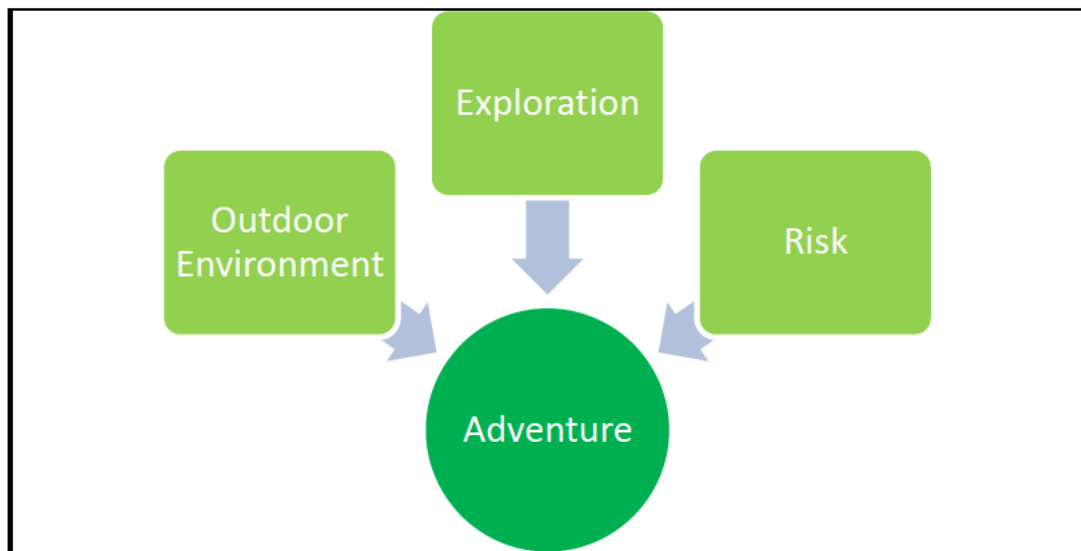 Exploration
Outdoor
Environment
Risk
Adventure